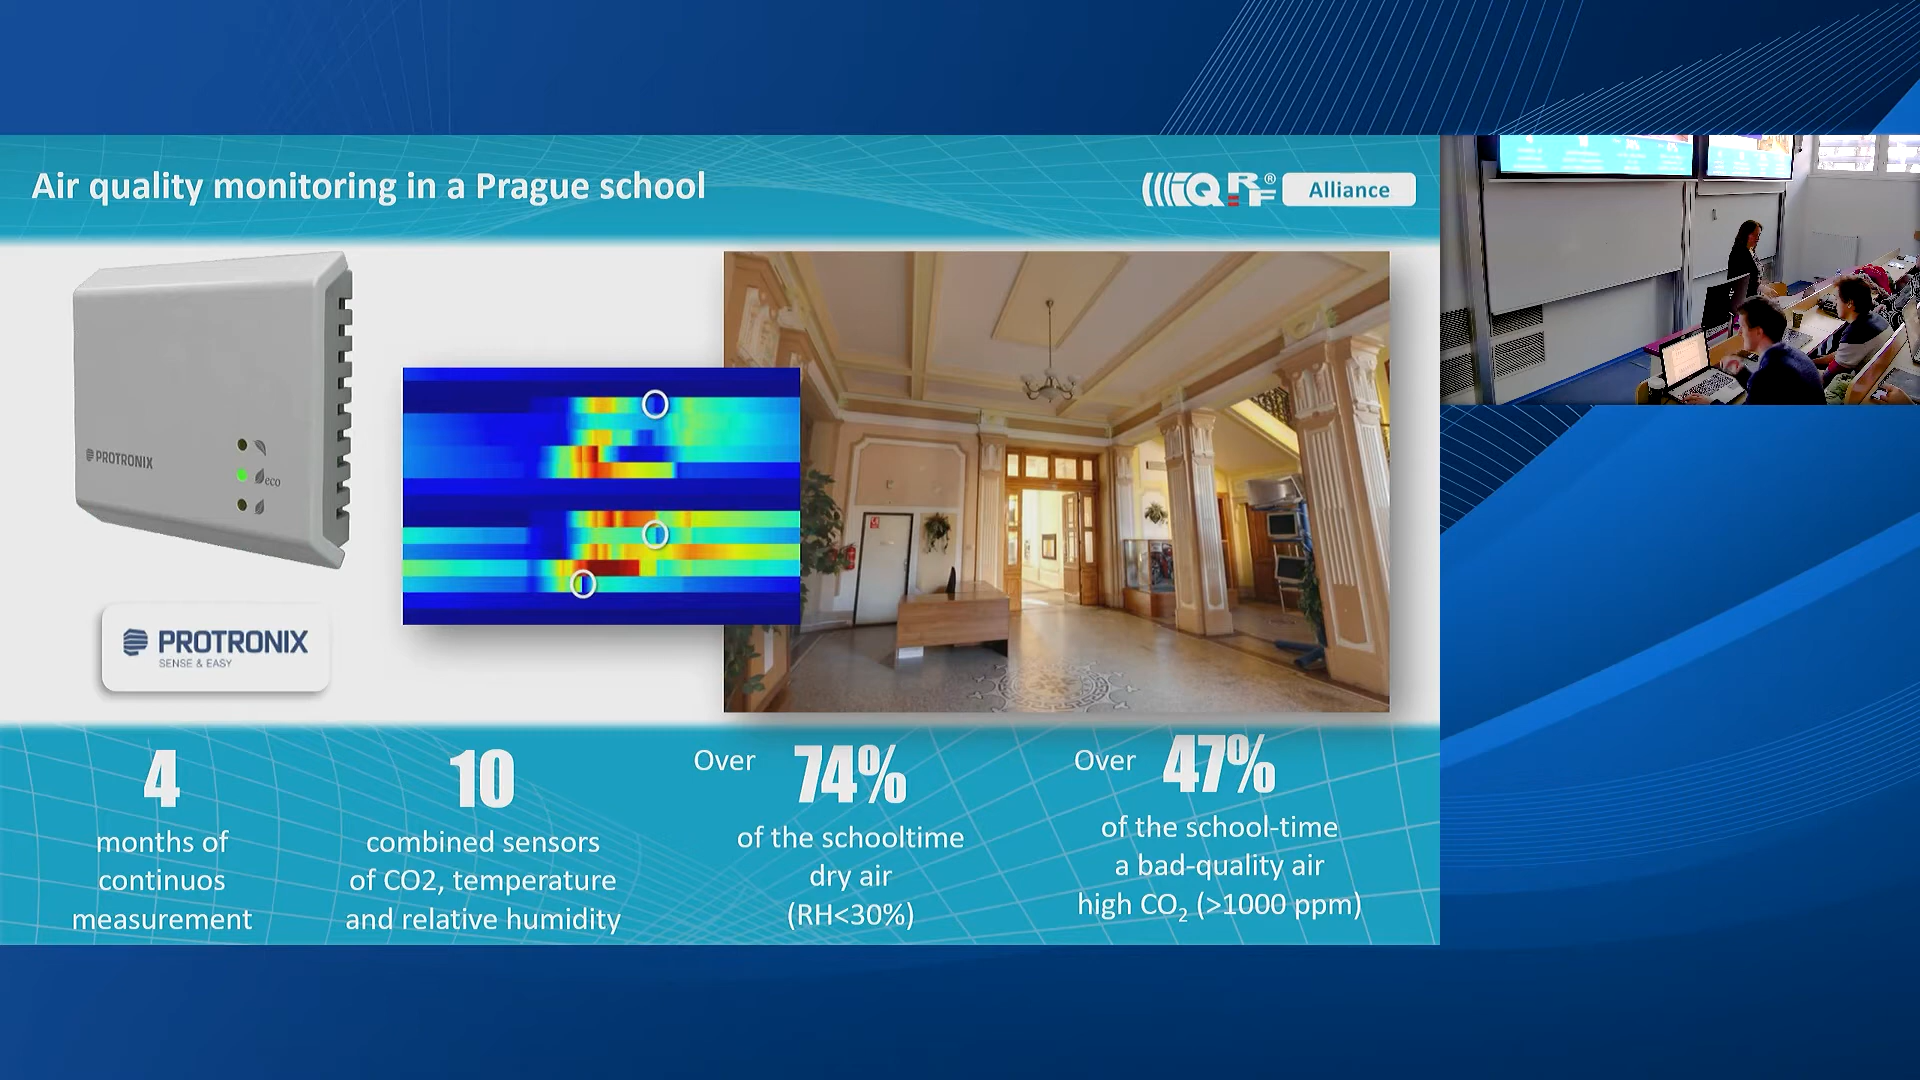 Air quality monitoring in a Prague school
IQRF® Alliance
PROTRONIX
eco
PROTRONIX
SENSE & EASY
4
months of
continuos
measurement
10
combined sensors
of CO2, temperature
and relative humidity
Over 74%
of the schooltime
dry air
(RH<30%)
Over 47%
of the school-time
a bad-quality air
high CO2 (>1000 ppm)